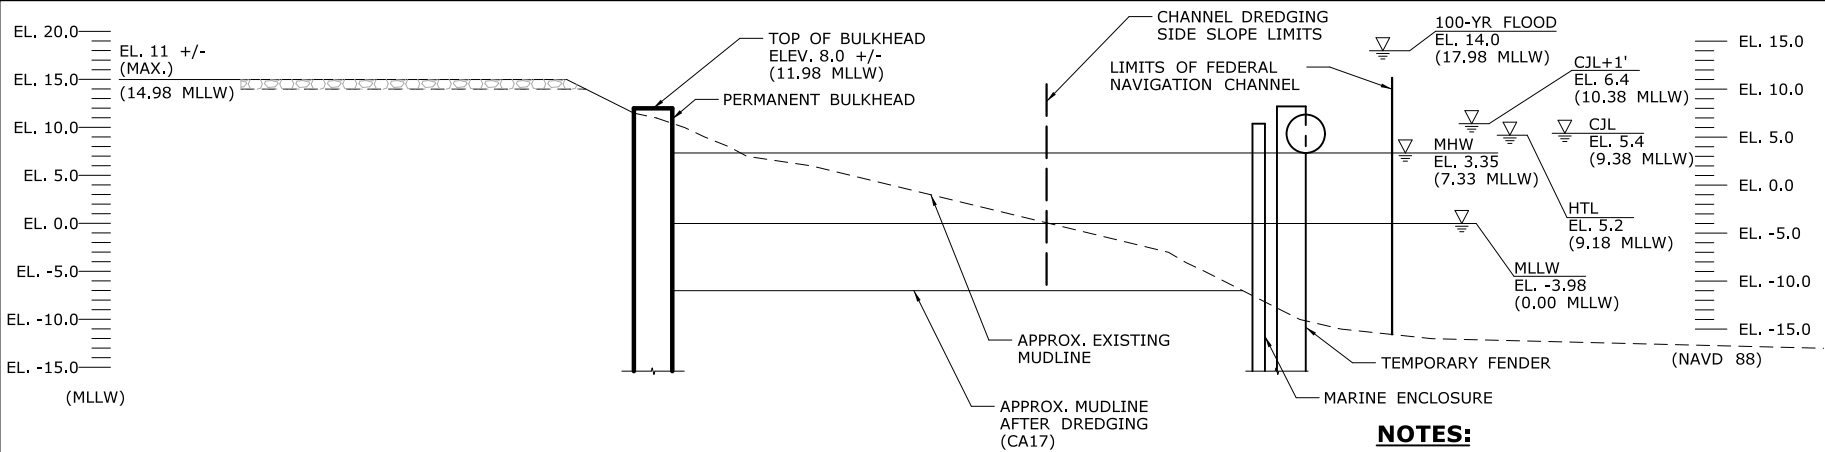 EL. 20.0
EL. 15.0
EL. 10.0
EL. 5.0
EL. 0.0
EL. -5.0
EL. -10.0
EL. -15.0
(MLLW)
EL. 11 +/-
(MAX.)
(14.98 MLLW)
TOP OF BULKHEAD
ELEV. 8.0 +/-
(11.98 MLLW)
PERMANENT BULKHEAD
CHANNEL DREDGING
SIDE SLOPE LIMITS
LIMITS OF FEDERAL
NAVIGATION CHANNEL
100-YR FLOOD
EL. 14.0
(17.98 MLLW)
CJL+1'
EL. 6.4
(10.38 MLLW)
CJL
EL. 5.4
(9.38 MLLW)
MHW
EL. 3.35
(7.33 MLLW)
HTL
EL. 5.2
(9.18 MLLW)
MLLW
EL. -3.98
(0.00 MLLW)
APPROX. EXISTING
MUDLINE
APPROX. MUDLINE
AFTER DREDGING
(CA17)
TEMPORARY FENDER
MARINE ENCLOSURE
EL. 15.0
EL. 10.0
EL. 5.0
EL. 0.0
EL. -5.0
EL. -10.0
EL. -15.0
(NAVD 88)
NOTES: